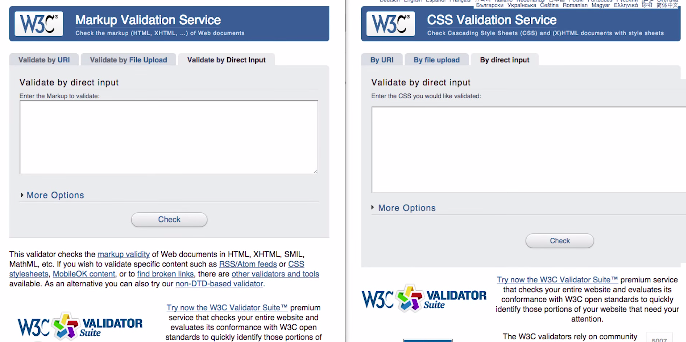 W3C®
Markup Validation Service
Check the markup (HTML, XHTML, ...) of Web documents
Validate by URI
Validate by File Upload
Validate by Direct Input
Validate by direct input
Enter the Markup to validate:
More Options
Check
This validator checks the markup validity of Web documents in HTML, XHTML, SMIL,
MathML, etc. If you wish to validate specific content such as RSS/Atom feeds or CSS
stylesheets, MobileOK content, or to find broken links, there are other validators and tools
available. As an alternative you can also try our non-DTD-based validator.
W3C VALIDATOR
Suite
Try now the W3C Validator Suite™ premium
service that checks your entire website and
evaluates its conformance with W3C open
standards to quickly identify those portions of
Deutsch English Español Français
Български Українська Čeština Romanian Magyar Ελληνικά
W3C®
CSS Validation Service
Check Cascading Style Sheets (CSS) and (X)HTML documents with style sheets
By URI
By file upload
By direct input
Validate by direct input
Enter the CSS you would like validated:
More Options
Check
W3C VALIDATOR
Suite
Try now the W3C Validator Suite™ premium service
that checks your entire website and evaluates its
conformance with W3C open standards to quickly
identify those portions of your website that need your
attention.
The W3C validators rely on community